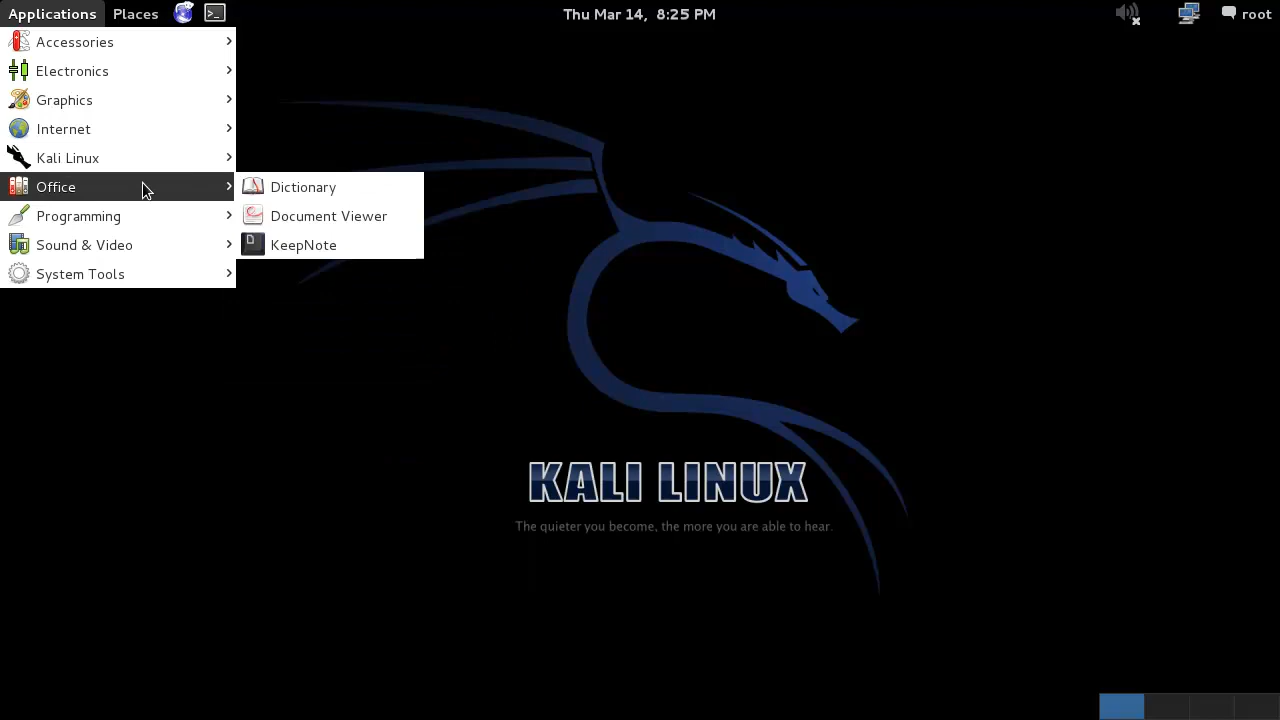 Applications Places Thu Mar 14, 8:25 PM root
Accessories
Electronics
Graphics
Internet
Kali Linux
Office
Programming
Sound & Video
System Tools
Dictionary
Document Viewer
KeepNote
KALI LINUX
The quieter you become, the more you are able to hear.